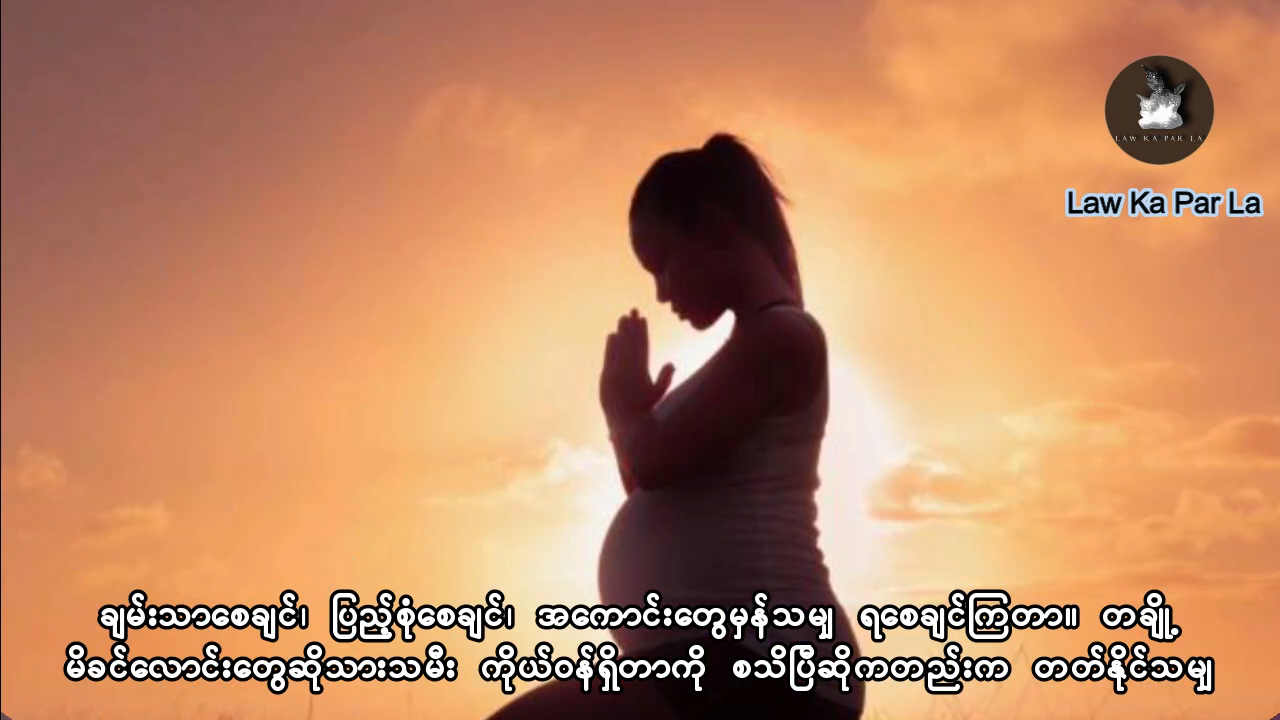 LAW KA PAR LA
Law Ka Par La
ချမ်းသာစေချင်၊ ပြည့်စုံစေချင်၊ အကောင်းတွေမှန်သမျှ ရစေချင်ကြတာ။ တချို့
မိခင်လောင်းတွေဆိုသားသမီး ကိုယ်ဝန်ရှိတာကို စသိပြီဆိုကတည်းက တတ်နိုင်သမျှ